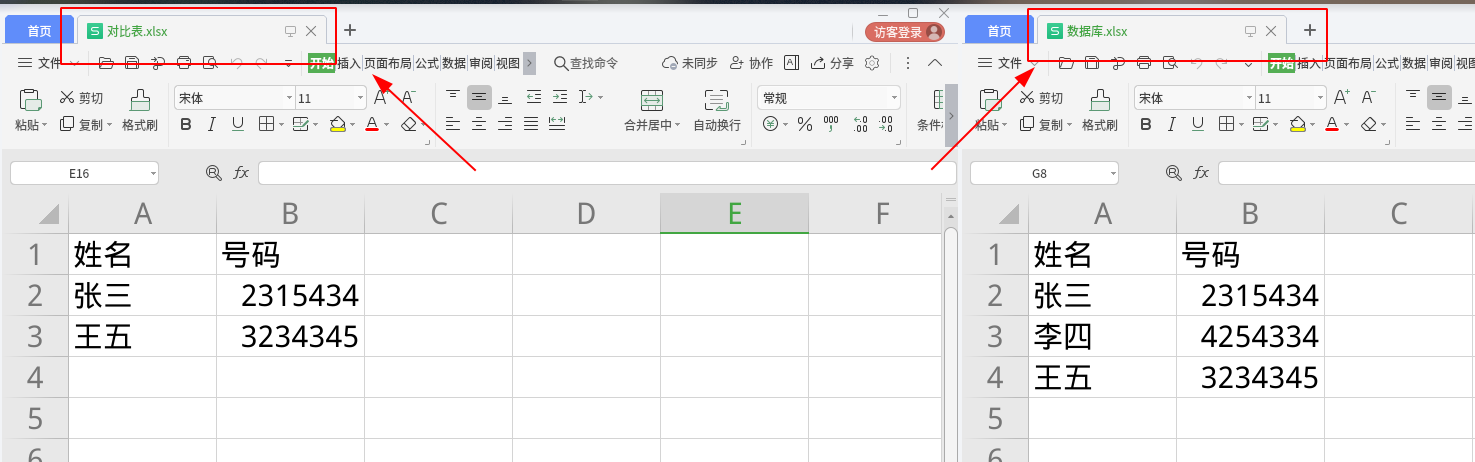 首页 对比表.xlsx 访客登录
文件 开始 插入 页面布局 公式 数据 审阅 视图 查找命令 未同步 协作 分享
剪切 宋体 11 常规
粘贴 复制 格式刷 B I U 合并居中 自动换行
E16 fx
A B C D E F
1 姓名 号码
2 张三 2315434
3 王五 3234345
4
5
6
首页 数据库.xlsx
文件 开始 插入 页面布局 公式 数据 审阅
剪切 宋体 11
粘贴 复制 格式刷 B I U
G8 fx
A B C
1 姓名 号码
2 张三 2315434
3 李四 4254334
4 王五 3234345
5
6